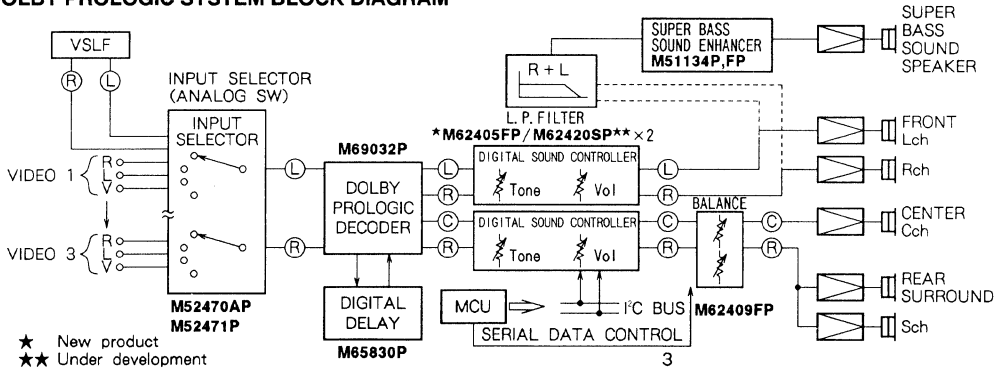 OLBY PROLOGIC SYSTEM BLOCK DIAGRAM
VSLF
R
L
INPUT SELECTOR
(ANALOG SW)
INPUT
SELECTOR
VIDEO 1
R
L
V
VIDEO 3
R
L
V
M52470AP
M52471P
★ New product
★★ Under development
L
R
M69032P
DOLBY
PROLOGIC
DECODER
DIGITAL
DELAY
M65830P
L
R
C
R
R + L
L. P. FILTER
★M62405FP / M62420SP★★ ×2
DIGITAL SOUND CONTROLLER
Tone Vol
DIGITAL SOUND CONTROLLER
Tone Vol
L
R
C
R
MCU
I²C BUS
SERIAL DATA CONTROL
3
BALANCE
M62409FP
C
R
SUPER BASS
SOUND ENHANCER
M51134P,FP
SUPER
BASS
SOUND
SPEAKER
FRONT
Lch
Rch
CENTER
Cch
REAR
SURROUND
Sch